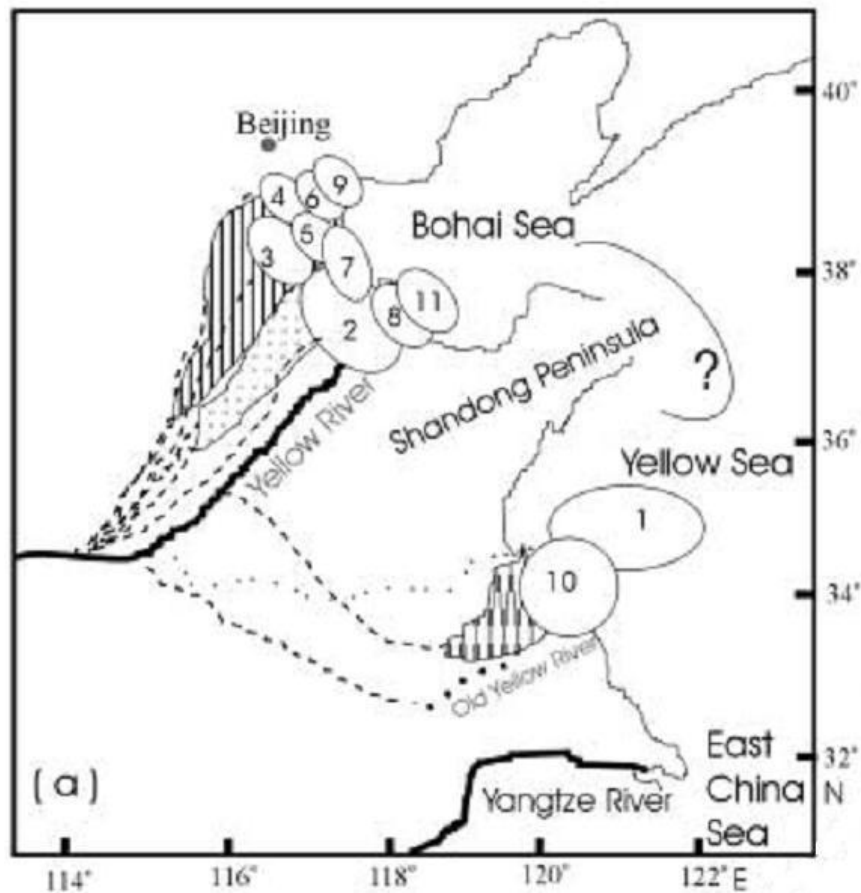 40°
Beijing
9
4
6
5
3
7
Bohai Sea
38°
11
8
2
?
Shandong Peninsula
Yellow River
36°
Yellow Sea
1
10
34°
Old Yellow River
(a)
32°
East
China
Sea
N
Yangtze River
114°
116°
118°
120°
122°E